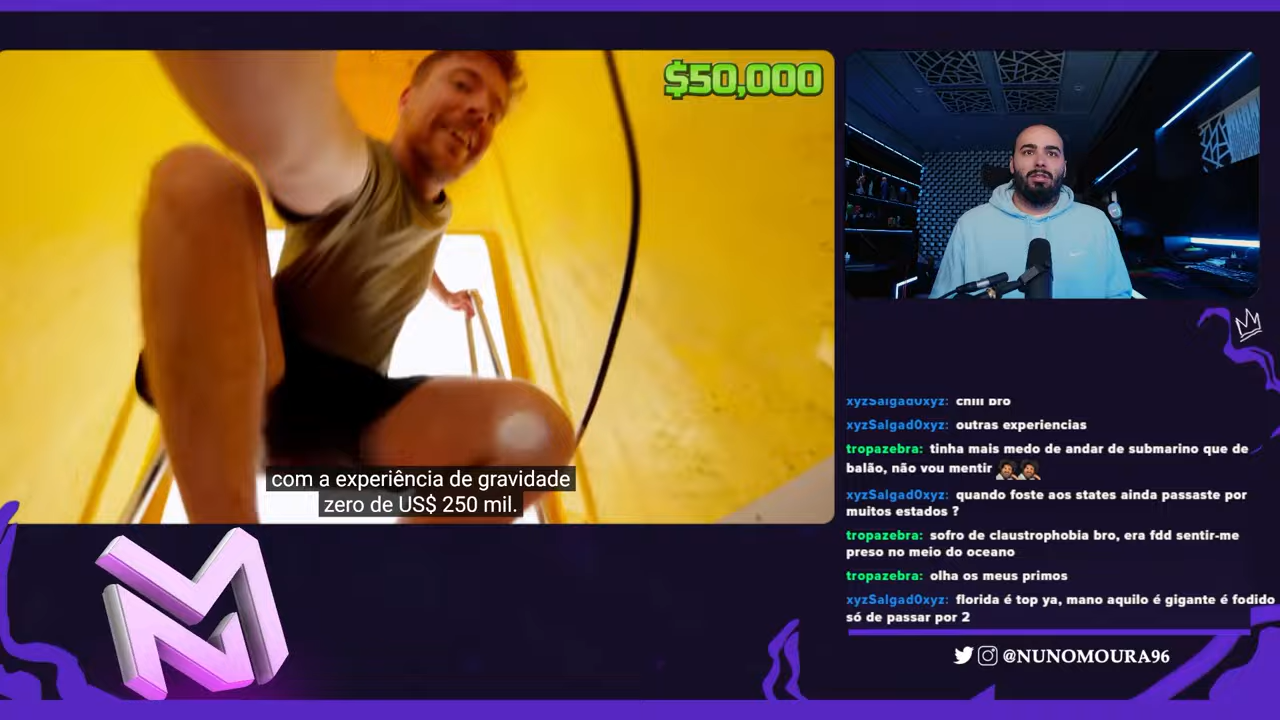 $50,000
com a experiência de gravidade
zero de US$ 250 mil.
xyzSalgad0xyz: chill bro
xyzSalgad0xyz: outras experiencias
tropazebra: tinha mais medo de andar de submarino que de
balão, não vou mentir
xyzSalgad0xyz: quando foste aos states ainda passaste por
muitos estados ?
tropazebra: sofro de claustrophobia bro, era fdd sentir-me
preso no meio do oceano
tropazebra: olha os meus primos
xyzSalgad0xyz: florida é top ya, mano aquilo é gigante é fodido
só de passar por 2
@NUNOMOURA96